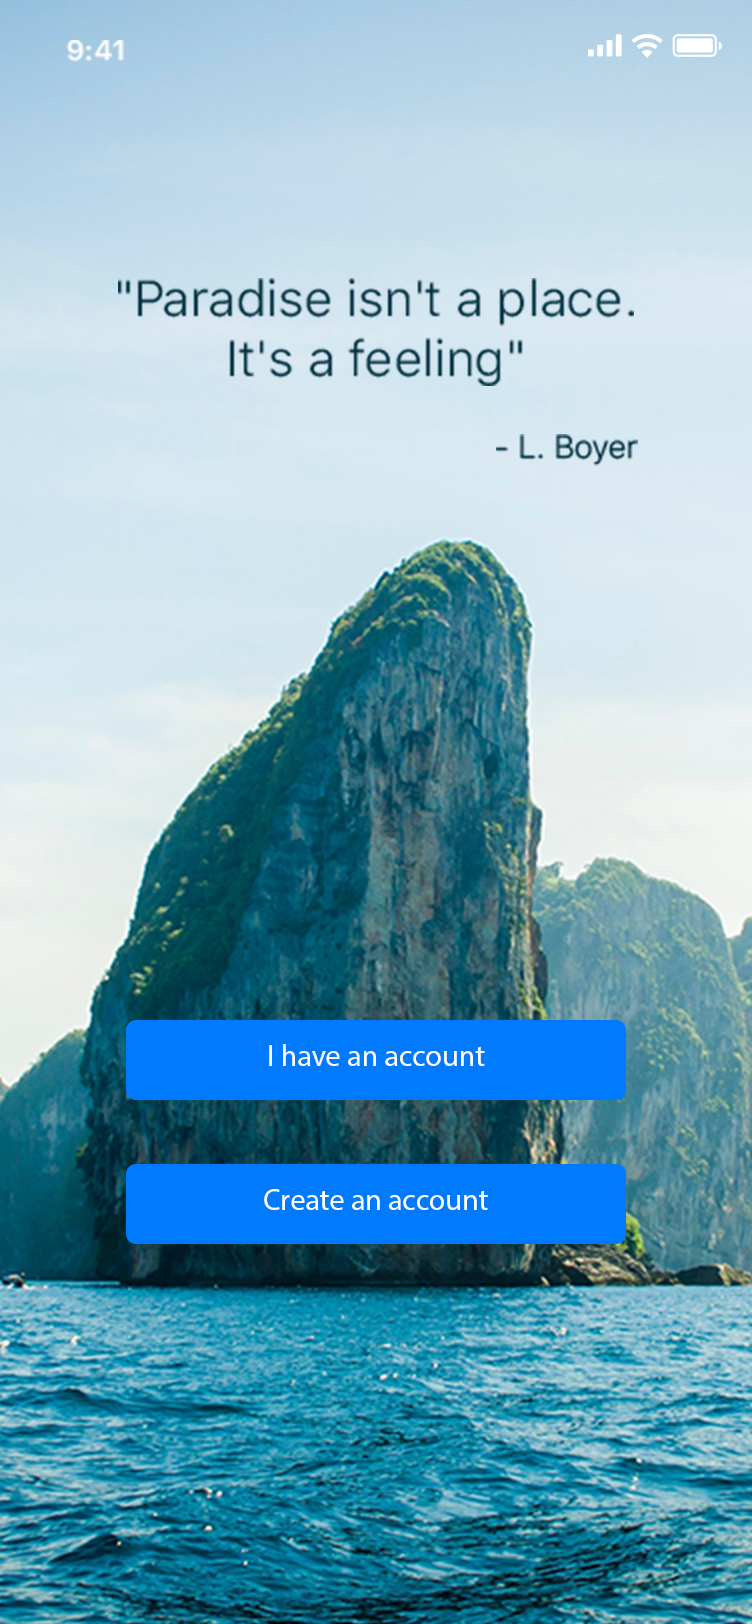 9:41
"Paradise isn't a place.
It's a feeling"
- L. Boyer
I have an account
Create an account